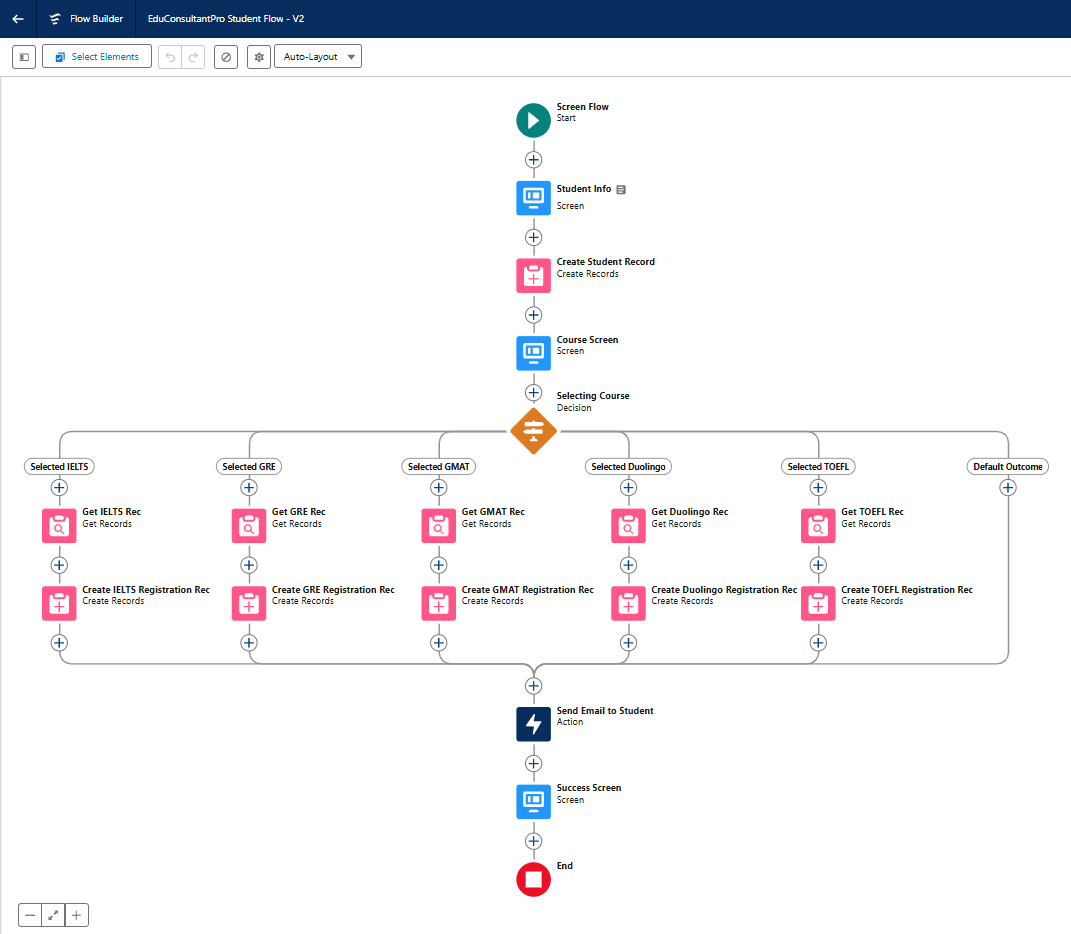 Flow Builder
EduConsultantPro Student Flow - V2
Select Elements
Auto-Layout
Screen Flow
Start
Student Info
Screen
Create Student Record
Create Records
Course Screen
Screen
Selecting Course
Decision
Selected IELTS
Selected GRE
Selected GMAT
Selected Duolingo
Selected TOEFL
Default Outcome
Get IELTS Rec
Get Records
Get GRE Rec
Get Records
Get GMAT Rec
Get Records
Get Duolingo Rec
Get Records
Get TOEFL Rec
Get Records
Create IELTS Registration Rec
Create Records
Create GRE Registration Rec
Create Records
Create GMAT Registration Rec
Create Records
Create Duolingo Registration Rec
Create Records
Create TOEFL Registration Rec
Create Records
Send Email to Student
Action
Success Screen
Screen
End